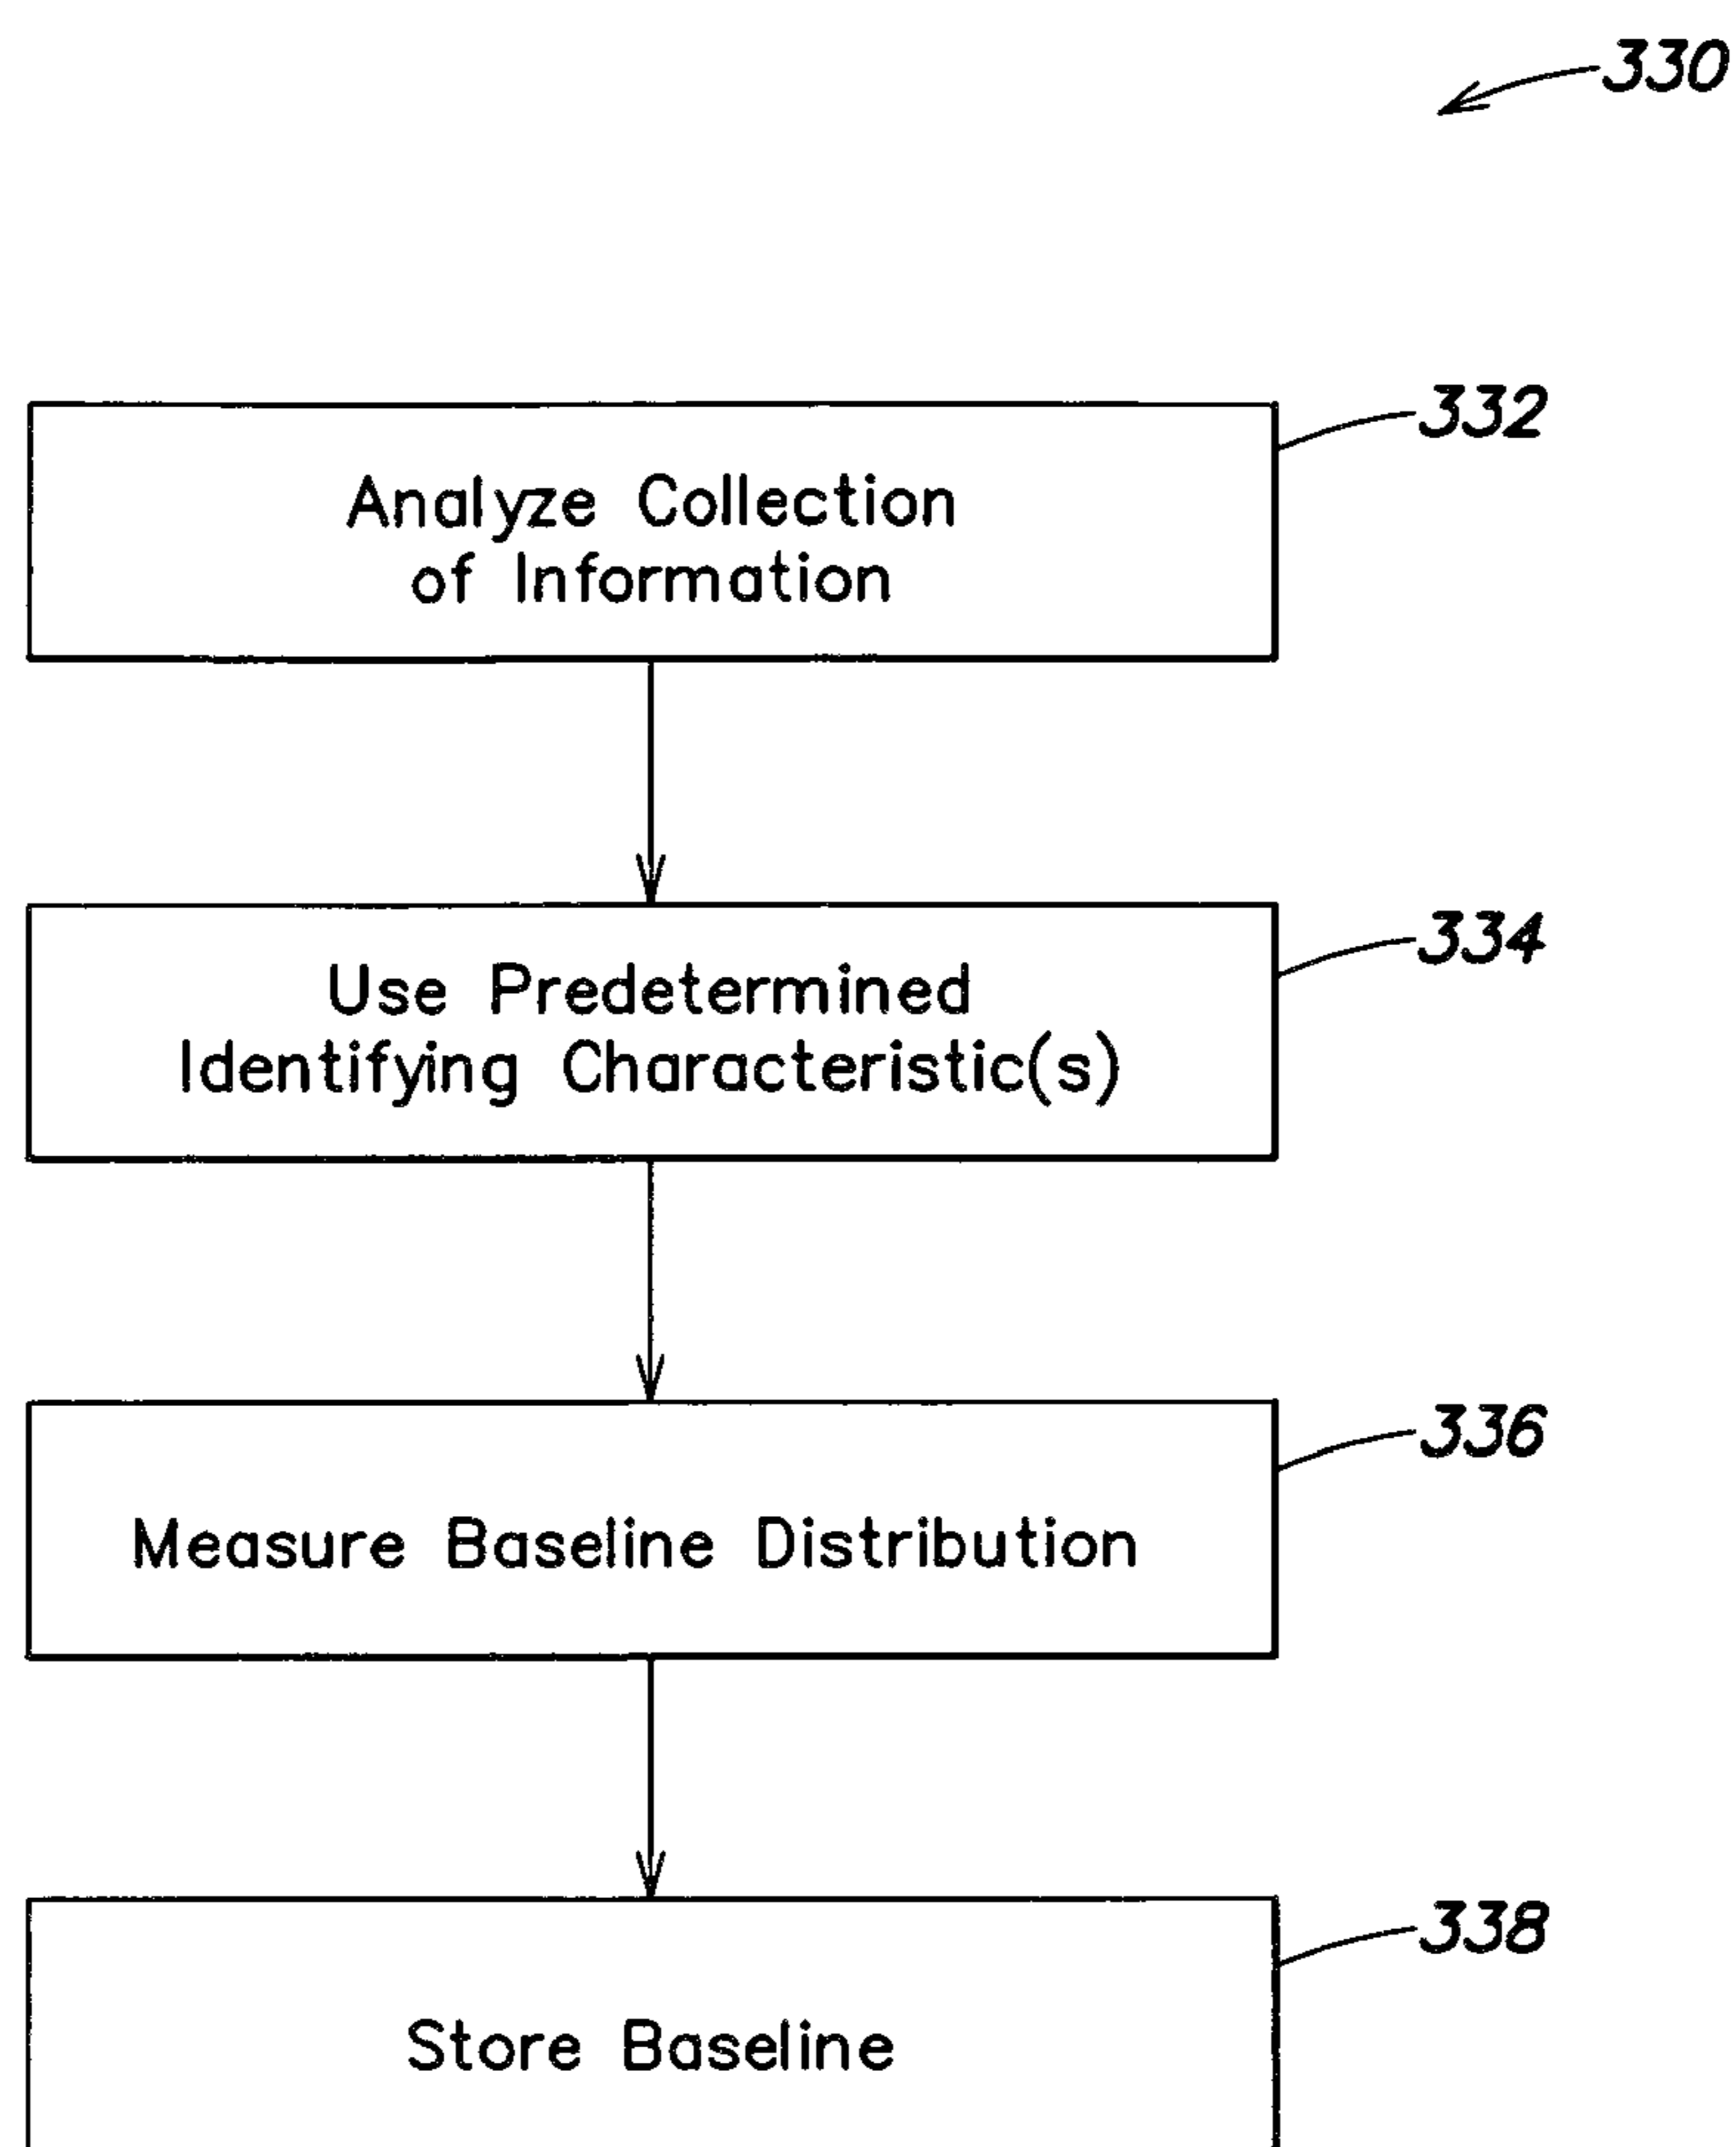 330
332
Analyze Collection
of Information
334
Use Predetermined
Identifying Characteristic(s)
336
Measure Baseline Distribution
338
Store Baseline